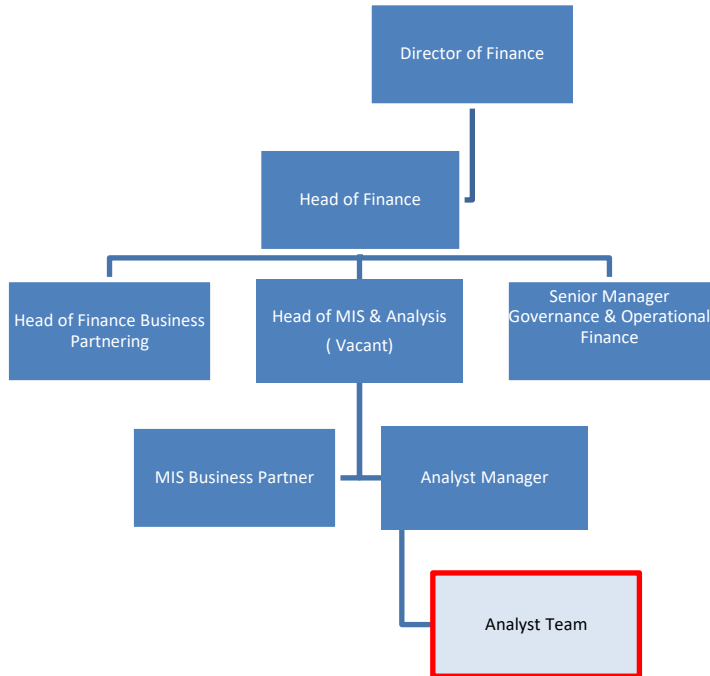 Director of Finance
Head of Finance
Head of Finance Business
Partnering
Head of MIS & Analysis
( Vacant)
Senior Manager
Governance & Operational
Finance
MIS Business Partner
Analyst Manager
Analyst Team